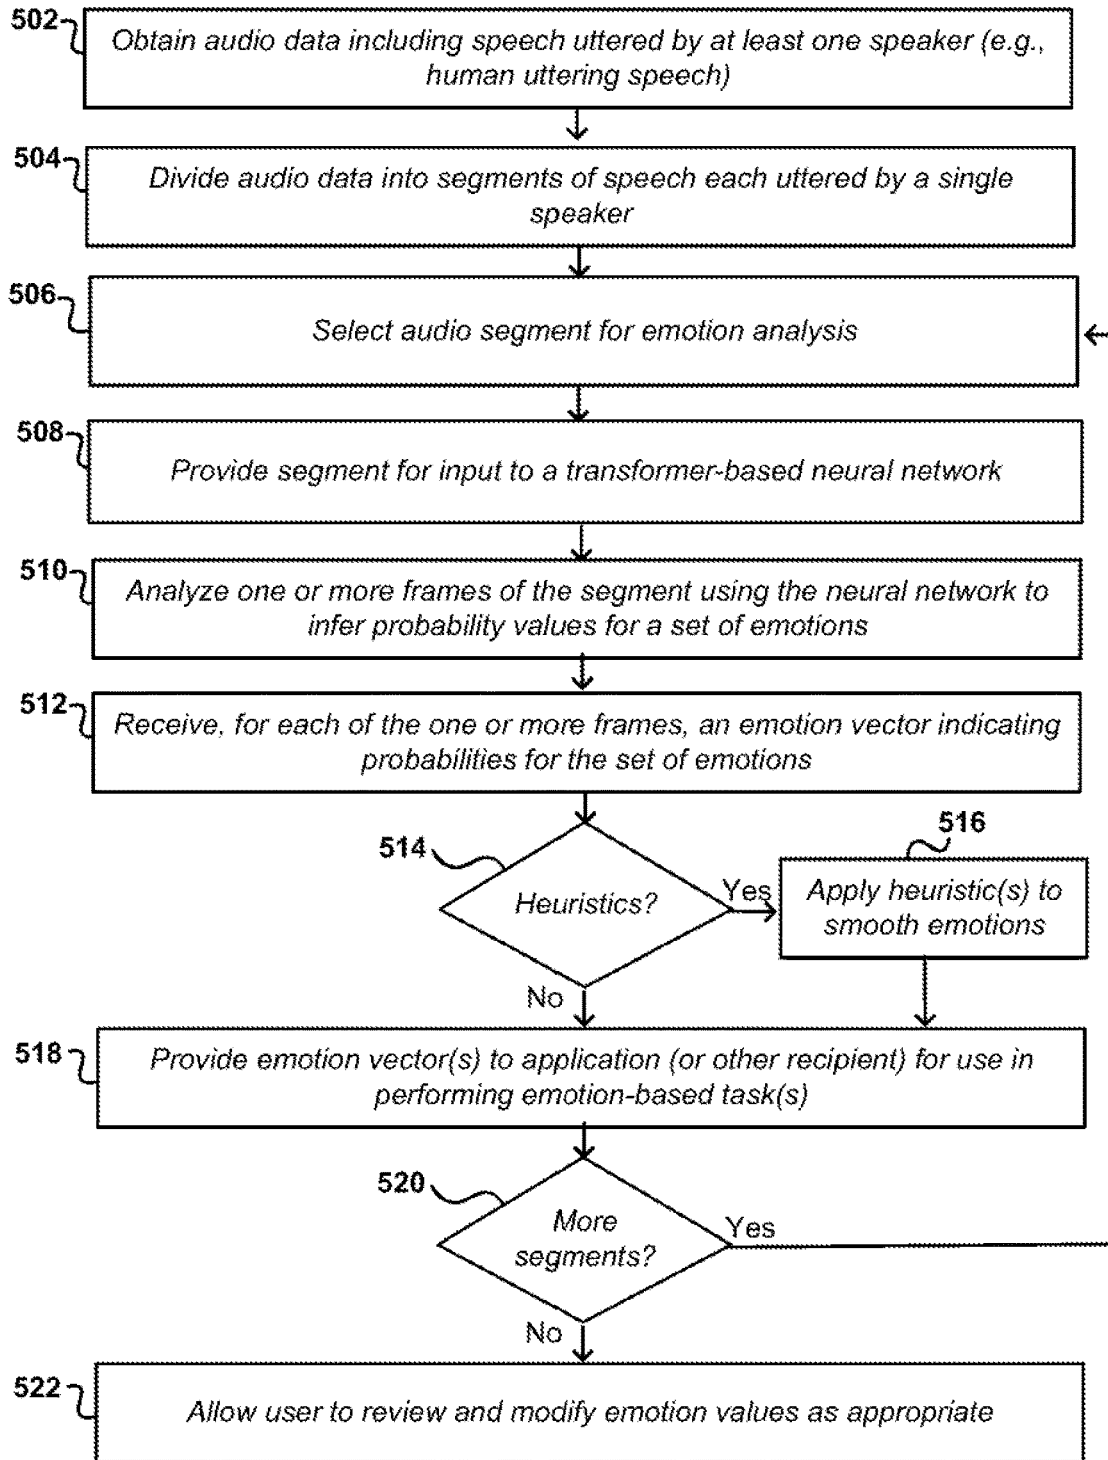 502
Obtain audio data including speech uttered by at least one speaker (e.g.,
human uttering speech)
504
Divide audio data into segments of speech each uttered by a single
speaker
506
Select audio segment for emotion analysis
508
Provide segment for input to a transformer-based neural network
510
Analyze one or more frames of the segment using the neural network to
infer probability values for a set of emotions
512
Receive, for each of the one or more frames, an emotion vector indicating
probabilities for the set of emotions
514
Heuristics?
Yes
516
Apply heuristic(s) to
smooth emotions
No
518
Provide emotion vector(s) to application (or other recipient) for use in
performing emotion-based task(s)
520
More
segments?
Yes
No
522
Allow user to review and modify emotion values as appropriate